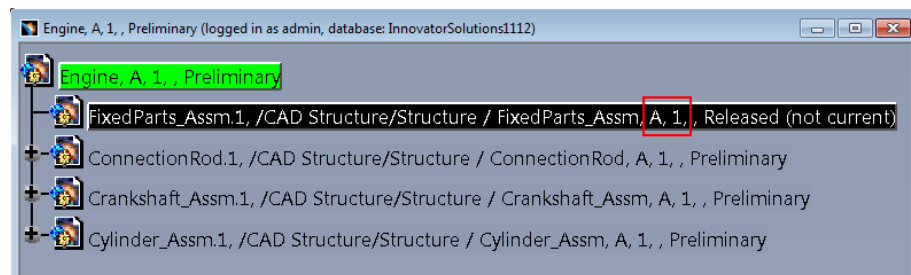 Engine, A, 1, , Preliminary (logged in as admin, database: InnovatorSolutions1112)
Engine, A, 1, , Preliminary
FixedParts_Assm.1, /CAD Structure/Structure / FixedParts_Assm, A, 1, , Released (not current)
ConnectionRod.1, /CAD Structure/Structure / ConnectionRod, A, 1, , Preliminary
Crankshaft_Assm.1, /CAD Structure/Structure / Crankshaft_Assm, A, 1, , Preliminary
Cylinder_Assm.1, /CAD Structure/Structure / Cylinder_Assm, A, 1, , Preliminary